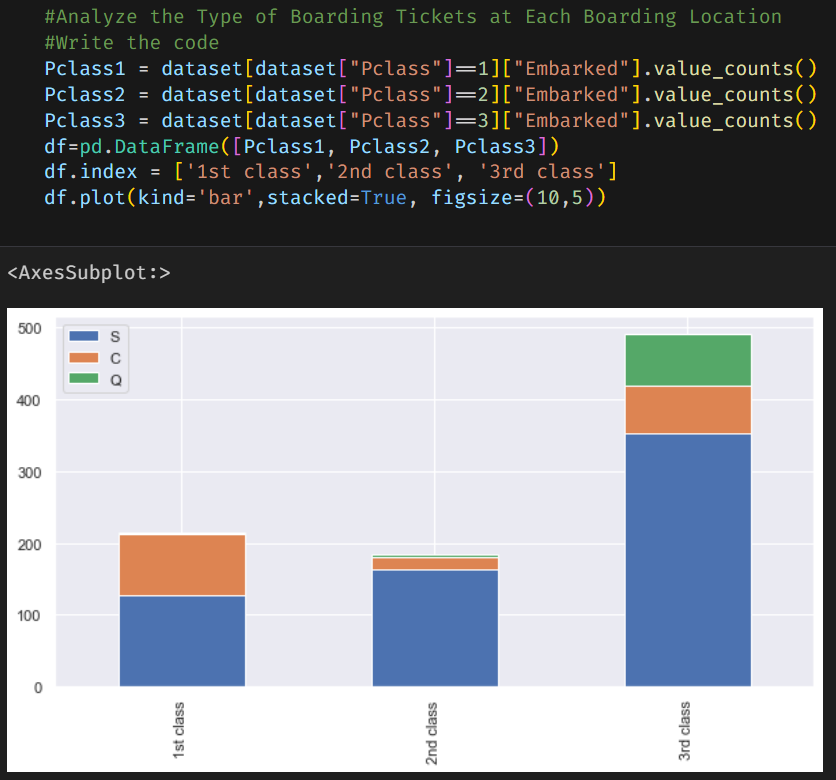 #Analyze the Type of Boarding Tickets at Each Boarding Location
#Write the code
Pclass1 = dataset[dataset["Pclass"]==1]["Embarked"].value_counts()
Pclass2 = dataset[dataset["Pclass"]==2]["Embarked"].value_counts()
Pclass3 = dataset[dataset["Pclass"]==3]["Embarked"].value_counts()
df=pd.DataFrame([Pclass1, Pclass2, Pclass3])
df.index = ['1st class','2nd class', '3rd class']
df.plot(kind='bar',stacked=True, figsize=(10,5))
<AxesSubplot:>
500
400
300
200
100
0
S
C
Q
1st class
2nd class
3rd class